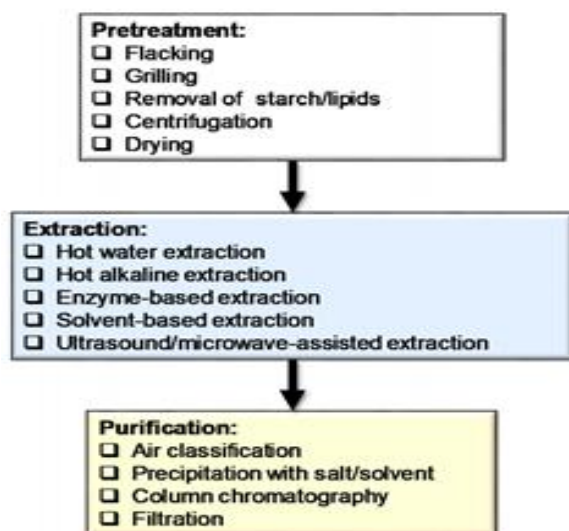 Pretreatment:
❑ Flacking
❑ Grilling
❑ Removal of starch/lipids
❑ Centrifugation
❑ Drying
Extraction:
❑ Hot water extraction
❑ Hot alkaline extraction
❑ Enzyme-based extraction
❑ Solvent-based extraction
❑ Ultrasound/microwave-assisted extraction
Purification:
❑ Air classification
❑ Precipitation with salt/solvent
❑ Column chromatography
❑ Filtration